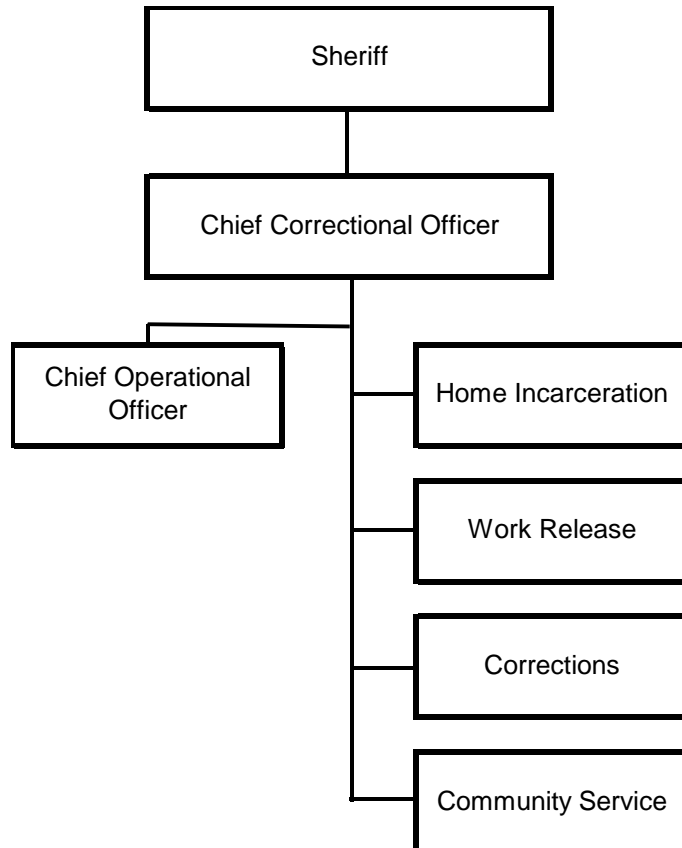 Sheriff
Chief Correctional Officer
Chief Operational
Officer
Home Incarceration
Work Release
Corrections
Community Service